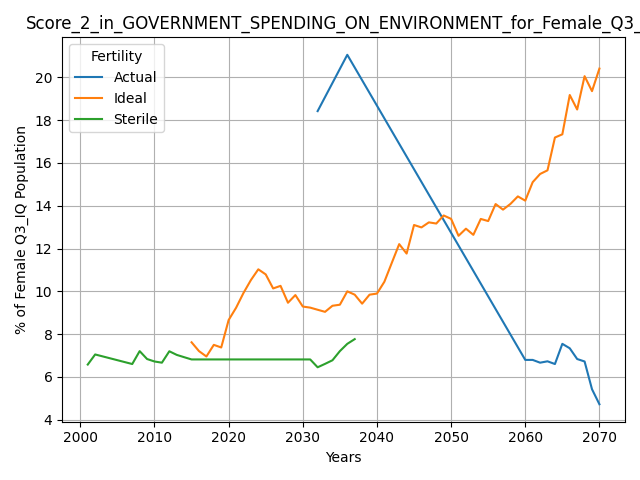 Score_2_in_GOVERNMENT_SPENDING_ON_ENVIRONMENT_for_Female_Q3_
Fertility
Actual
Ideal
Sterile
% of Female Q3_IQ Population
20
18
16
14
12
10
8
6
4
2000 2010 2020 2030 2040 2050 2060 2070
Years